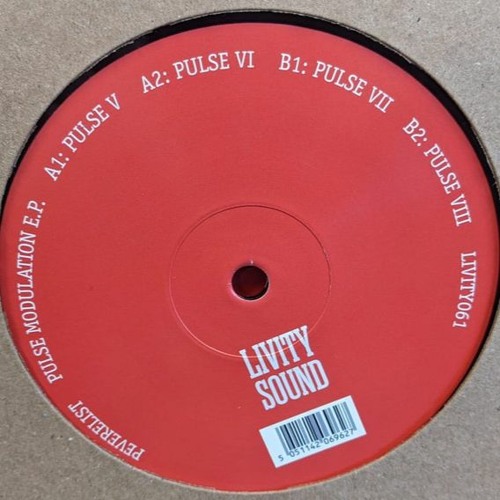 PEVERELIST PULSE MODULATION E.P. A1: PULSE V A2: PULSE VI B1: PULSE VII B2: PULSE VIII LIVITY061
LIVITY
SOUND
5 051142 069627